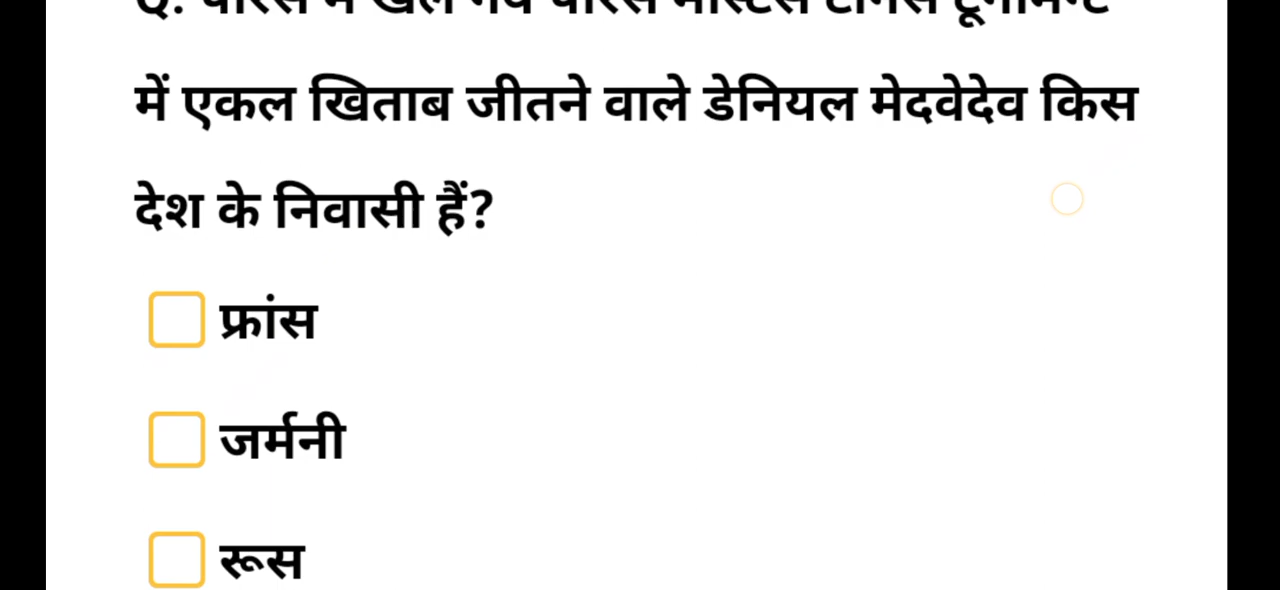 में एकल खिताब जीतने वाले डेनियल मेदवेदेव किस
देश के निवासी हैं?
फ्रांस
जर्मनी
रूस